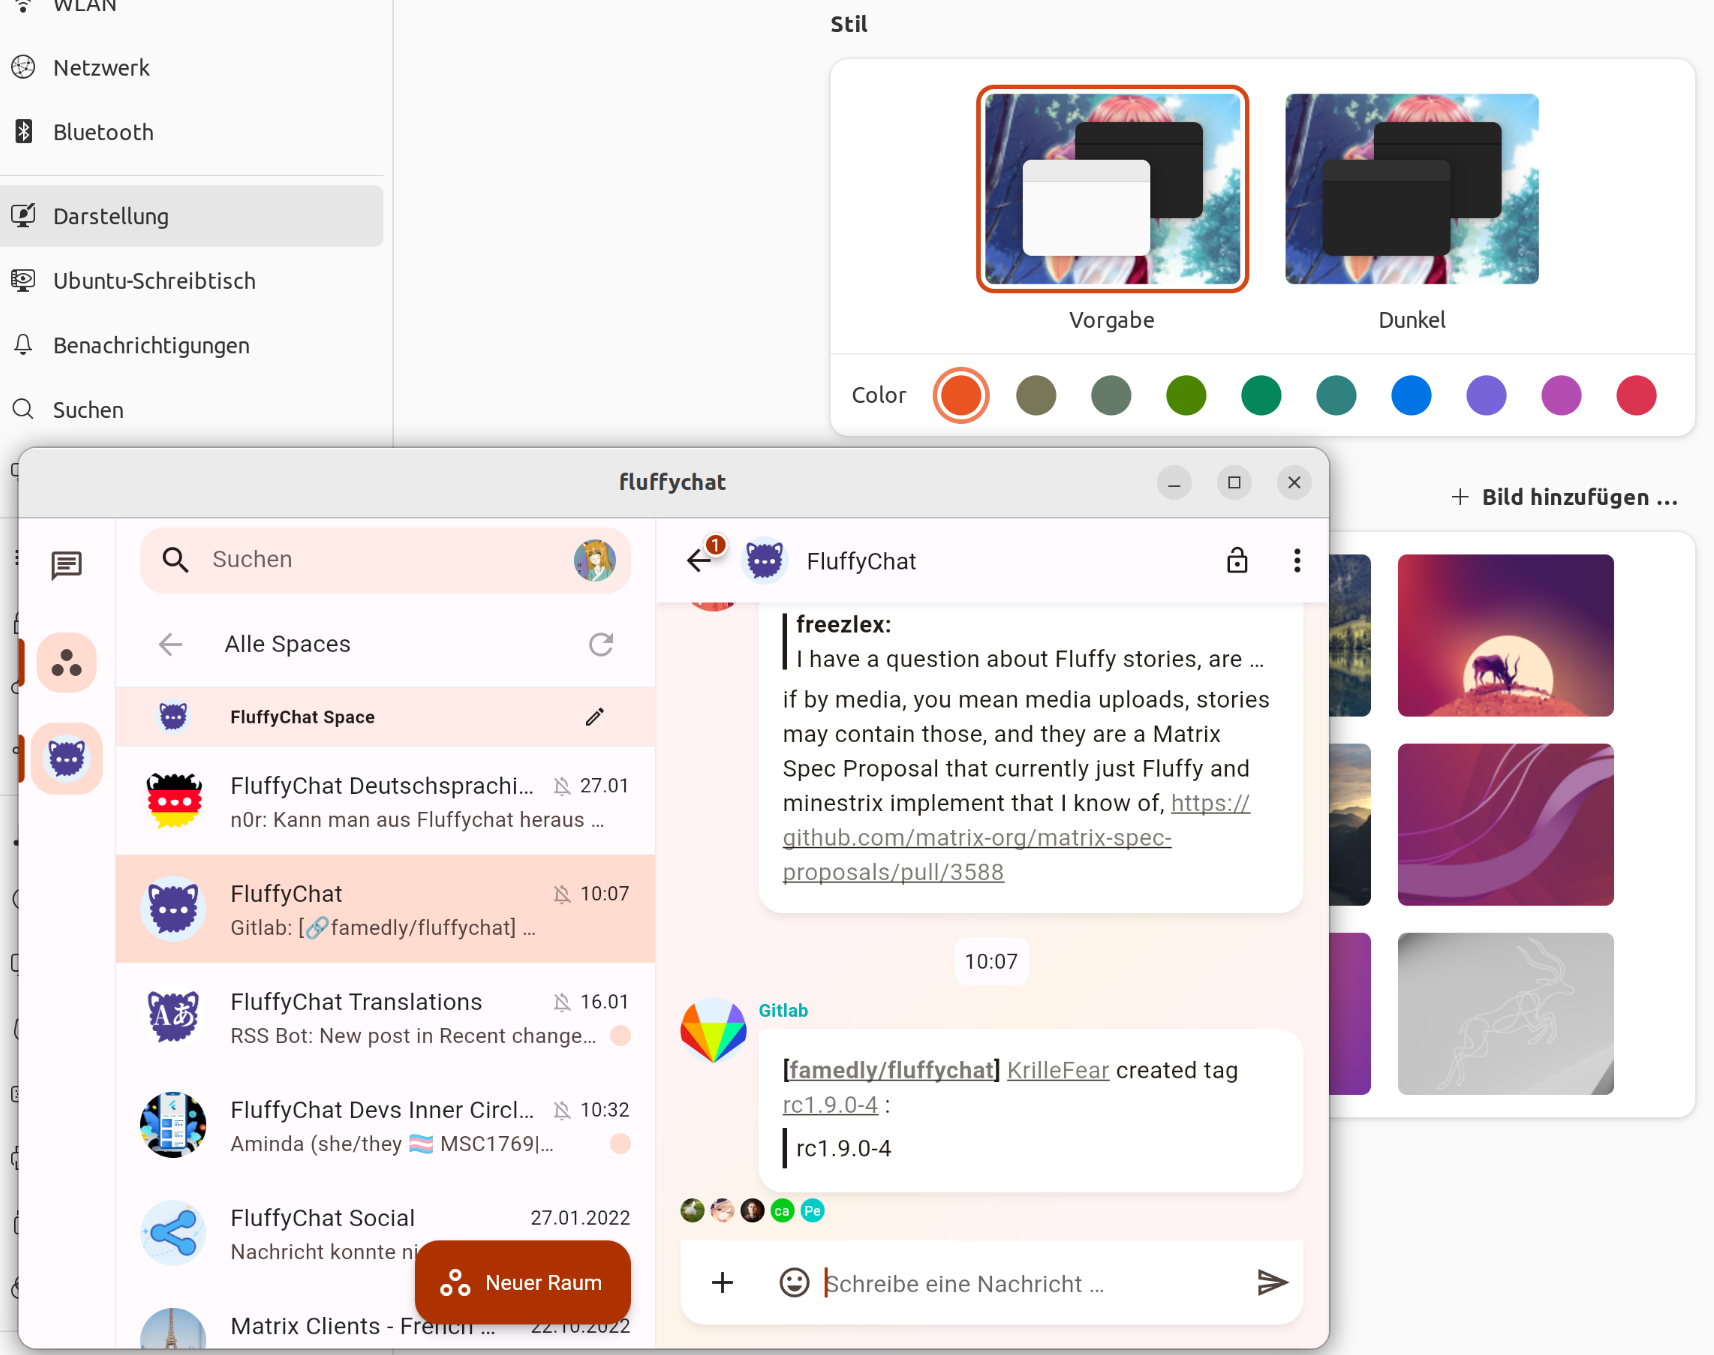 WLAN
Netzwerk
Bluetooth
Darstellung
Ubuntu-Schreibtisch
Benachrichtigungen
Suchen
Stil
Vorgabe
Dunkel
Color
Bild hinzufügen ...
fluffychat
Suchen
Alle Spaces
FluffyChat Space
FluffyChat Deutschsprachi... 27.01
n0r: Kann man aus Fluffychat heraus ...
FluffyChat 10:07
Gitlab: [🔗famedly/fluffychat] ...
FluffyChat Translations 16.01
RSS Bot: New post in Recent change...
FluffyChat Devs Inner Circl... 10:32
Aminda (she/they 🏳️‍⚧️ MSC1769|...
FluffyChat Social 27.01.2022
Nachricht konnte ni
Neuer Raum
Matrix Clients - French ... 22.10.2022
1
FluffyChat
freezlex:
I have a question about Fluffy stories, are ...
if by media, you mean media uploads, stories
may contain those, and they are a Matrix
Spec Proposal that currently just Fluffy and
minestrix implement that I know of, https://
github.com/matrix-org/matrix-spec-
proposals/pull/3588
10:07
Gitlab
[famedly/fluffychat] KrilleFear created tag
rc1.9.0-4 :
rc1.9.0-4
ca
Pe
Schreibe eine Nachricht ...
Aあ